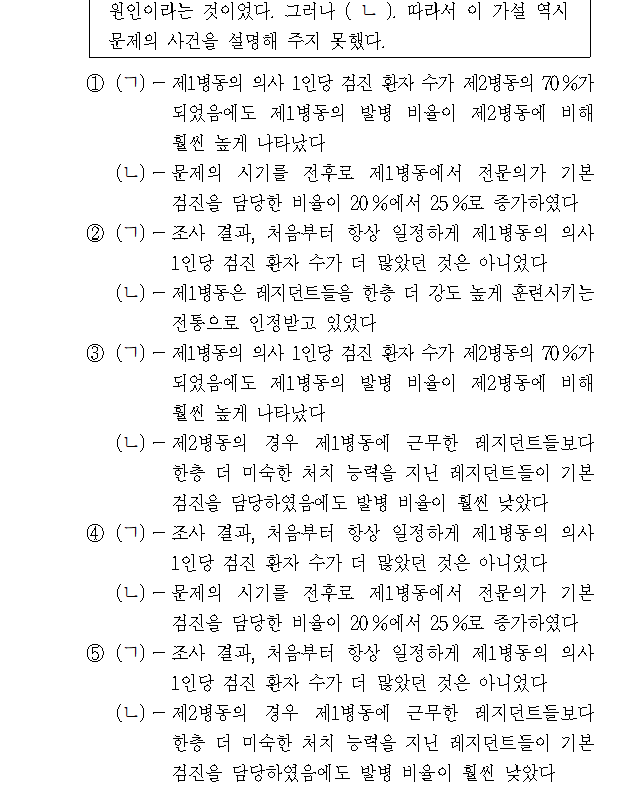 원인이라는 것이었다. 그러나 ( ㄴ ). 따라서 이 가설 역시
문제의 사건을 설명해 주지 못했다.
① (ㄱ) - 제1병동의 의사 1인당 검진 환자 수가 제2병동의 70%가
되었음에도 제1병동의 발병 비율이 제2병동에 비해
훨씬 높게 나타났다
(ㄴ) - 문제의 시기를 전후로 제1병동에서 전문의가 기본
검진을 담당한 비율이 20%에서 25%로 증가하였다
② (ㄱ) - 조사 결과, 처음부터 항상 일정하게 제1병동의 의사
1인당 검진 환자 수가 더 많았던 것은 아니었다
(ㄴ) - 제1병동은 레지던트들을 한층 더 강도 높게 훈련시키는
전통으로 인정받고 있었다
③ (ㄱ) - 제1병동의 의사 1인당 검진 환자 수가 제2병동의 70%가
되었음에도 제1병동의 발병 비율이 제2병동에 비해
훨씬 높게 나타났다
(ㄴ) - 제2병동의 경우 제1병동에 근무한 레지던트들보다
한층 더 미숙한 처치 능력을 지닌 레지던트들이 기본
검진을 담당하였음에도 발병 비율이 훨씬 낮았다
④ (ㄱ) - 조사 결과, 처음부터 항상 일정하게 제1병동의 의사
1인당 검진 환자 수가 더 많았던 것은 아니었다
(ㄴ) - 문제의 시기를 전후로 제1병동에서 전문의가 기본
검진을 담당한 비율이 20%에서 25%로 증가하였다
⑤ (ㄱ) - 조사 결과, 처음부터 항상 일정하게 제1병동의 의사
1인당 검진 환자 수가 더 많았던 것은 아니었다
(ㄴ) - 제2병동의 경우 제1병동에 근무한 레지던트들보다
한층 더 미숙한 처치 능력을 지닌 레지던트들이 기본
검진을 담당하였음에도 발병 비율이 훨씬 낮았다